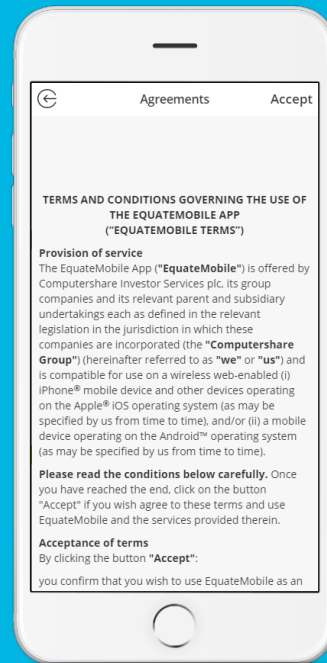 Agreements
Accept
TERMS AND CONDITIONS GOVERNING THE USE OF
THE EQUATEMOBILE APP
("EQUATEMOBILE TERMS")
Provision of service
The EquateMobile App ("EquateMobile") is offered by
Computershare Investor Services plc, its group
companies and its relevant parent and subsidiary
undertakings each as defined in the relevant
legislation in the jurisdiction in which these
companies are incorporated (the "Computershare
Group") (hereinafter referred to as "we" or "us") and
is compatible for use on a wireless web-enabled (i)
iPhone® mobile device and other devices operating
on the Apple® iOS operating system (as may be
specified by us from time to time), and/or (ii) a mobile
device operating on the Android™ operating system
(as may be specified by us from time to time).
Please read the conditions below carefully. Once
you have reached the end, click on the button
"Accept" if you wish agree to these terms and use
EquateMobile and the services provided therein.
Acceptance of terms
By clicking the button "Accept":
you confirm that you wish to use EquateMobile as an